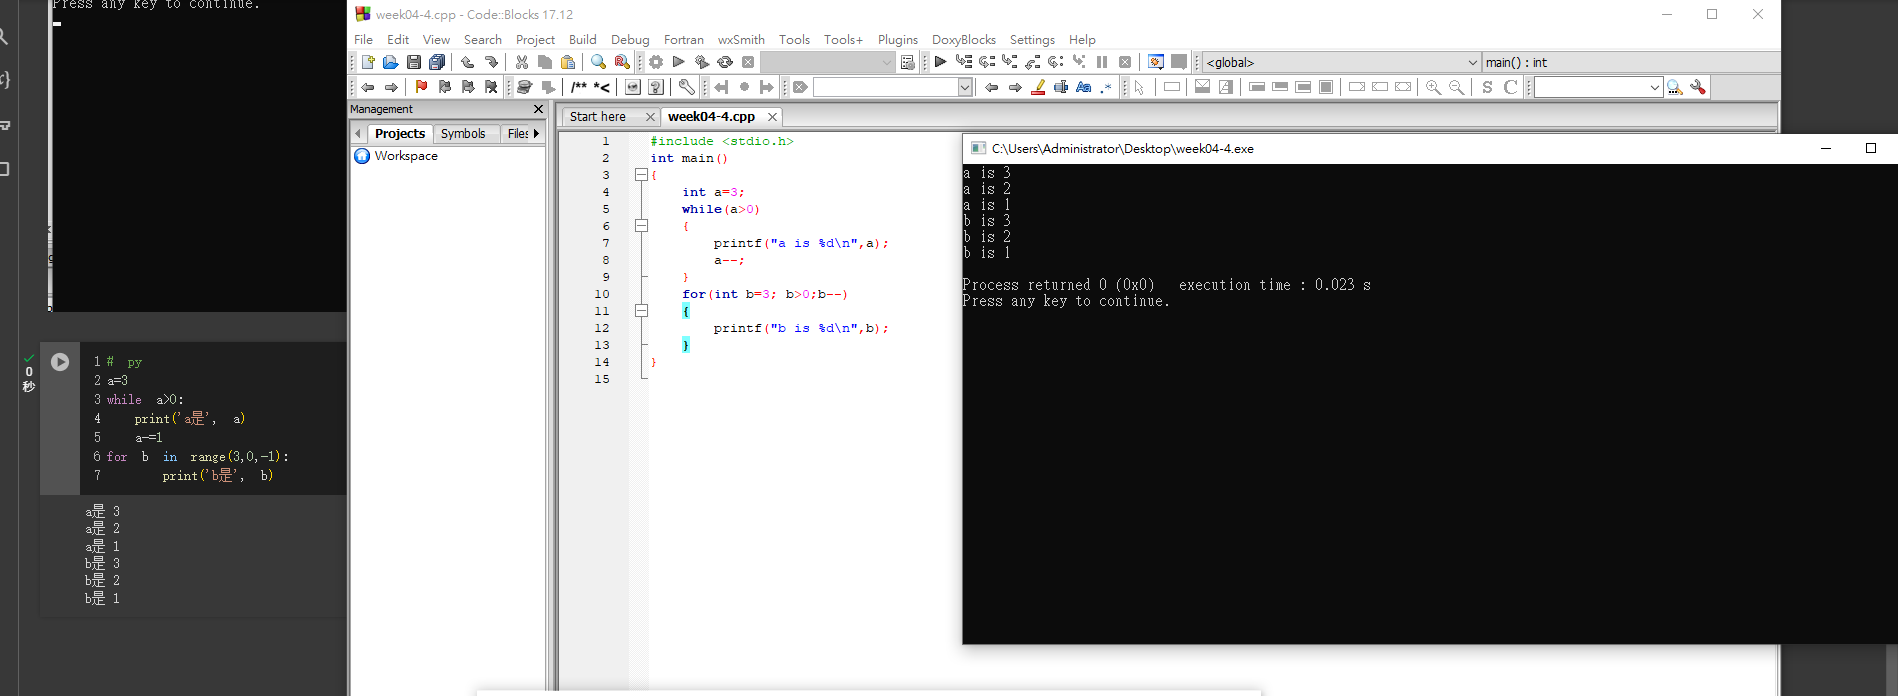 Press any key to continue.
week04-4.cpp - Code::Blocks 17.12
File Edit View Search Project Build Debug Fortran wxSmith Tools Tools+ Plugins DoxyBlocks Settings Help
<global>
main() : int
/** *<
Aa .*
S C
Management
Projects Symbols Files
Workspace
Start here week04-4.cpp
1 #include <stdio.h>
2 int main()
3 {
4 int a=3;
5 while(a>0)
6 {
7 printf("a is %d\n",a);
8 a--;
9 }
10 for(int b=3; b>0;b--)
11 {
12 printf("b is %d\n",b);
13 }
14 }
15
C:\Users\Administrator\Desktop\week04-4.exe
a is 3
a is 2
a is 1
b is 3
b is 2
b is 1
Process returned 0 (0x0) execution time : 0.023 s
Press any key to continue.
0
秒
1 # py
2 a=3
3 while a>0:
4 print('a是', a)
5 a-=1
6 for b in range(3,0,-1):
7 print('b是', b)
a是 3
a是 2
a是 1
b是 3
b是 2
b是 1